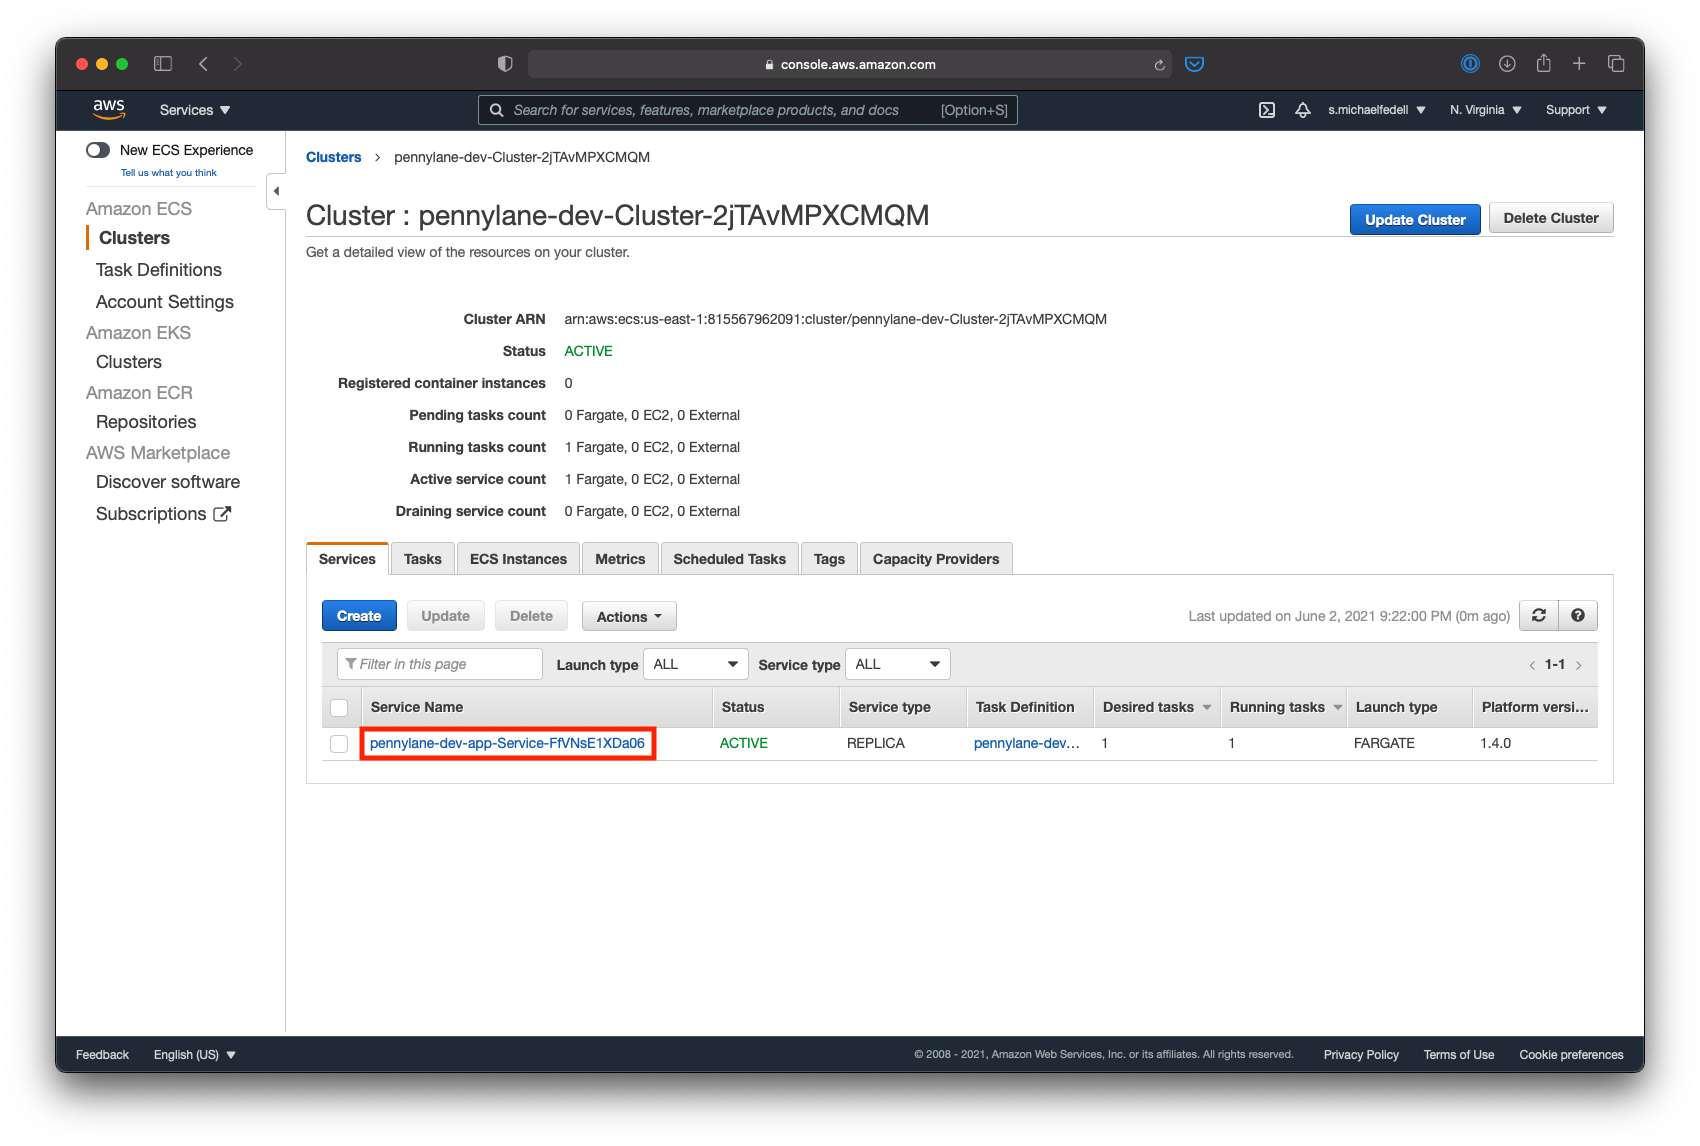 console.aws.amazon.com
aws
Services
Search for services, features, marketplace products, and docs [Option+S]
s.michaelfedell
N. Virginia
Support
New ECS Experience
Tell us what you think
Amazon ECS
Clusters
Task Definitions
Account Settings
Amazon EKS
Clusters
Amazon ECR
Repositories
AWS Marketplace
Discover software
Subscriptions
Clusters > pennylane-dev-Cluster-2jTAvMPXCMQM
Cluster : pennylane-dev-Cluster-2jTAvMPXCMQM
Update Cluster
Delete Cluster
Get a detailed view of the resources on your cluster.
Cluster ARN arn:aws:ecs:us-east-1:815567962091:cluster/pennylane-dev-Cluster-2jTAvMPXCMQM
Status ACTIVE
Registered container instances 0
Pending tasks count 0 Fargate, 0 EC2, 0 External
Running tasks count 1 Fargate, 0 EC2, 0 External
Active service count 1 Fargate, 0 EC2, 0 External
Draining service count 0 Fargate, 0 EC2, 0 External
Services Tasks ECS Instances Metrics Scheduled Tasks Tags Capacity Providers
Create Update Delete Actions
Last updated on June 2, 2021 9:22:00 PM (0m ago)
Filter in this page Launch type ALL Service type ALL
< 1-1 >
Service Name Status Service type Task Definition Desired tasks Running tasks Launch type Platform versi...
pennylane-dev-app-Service-FfVNsE1XDa06 ACTIVE REPLICA pennylane-dev... 1 1 FARGATE 1.4.0
Feedback English (US)
© 2008 - 2021, Amazon Web Services, Inc. or its affiliates. All rights reserved. Privacy Policy Terms of Use Cookie preferences